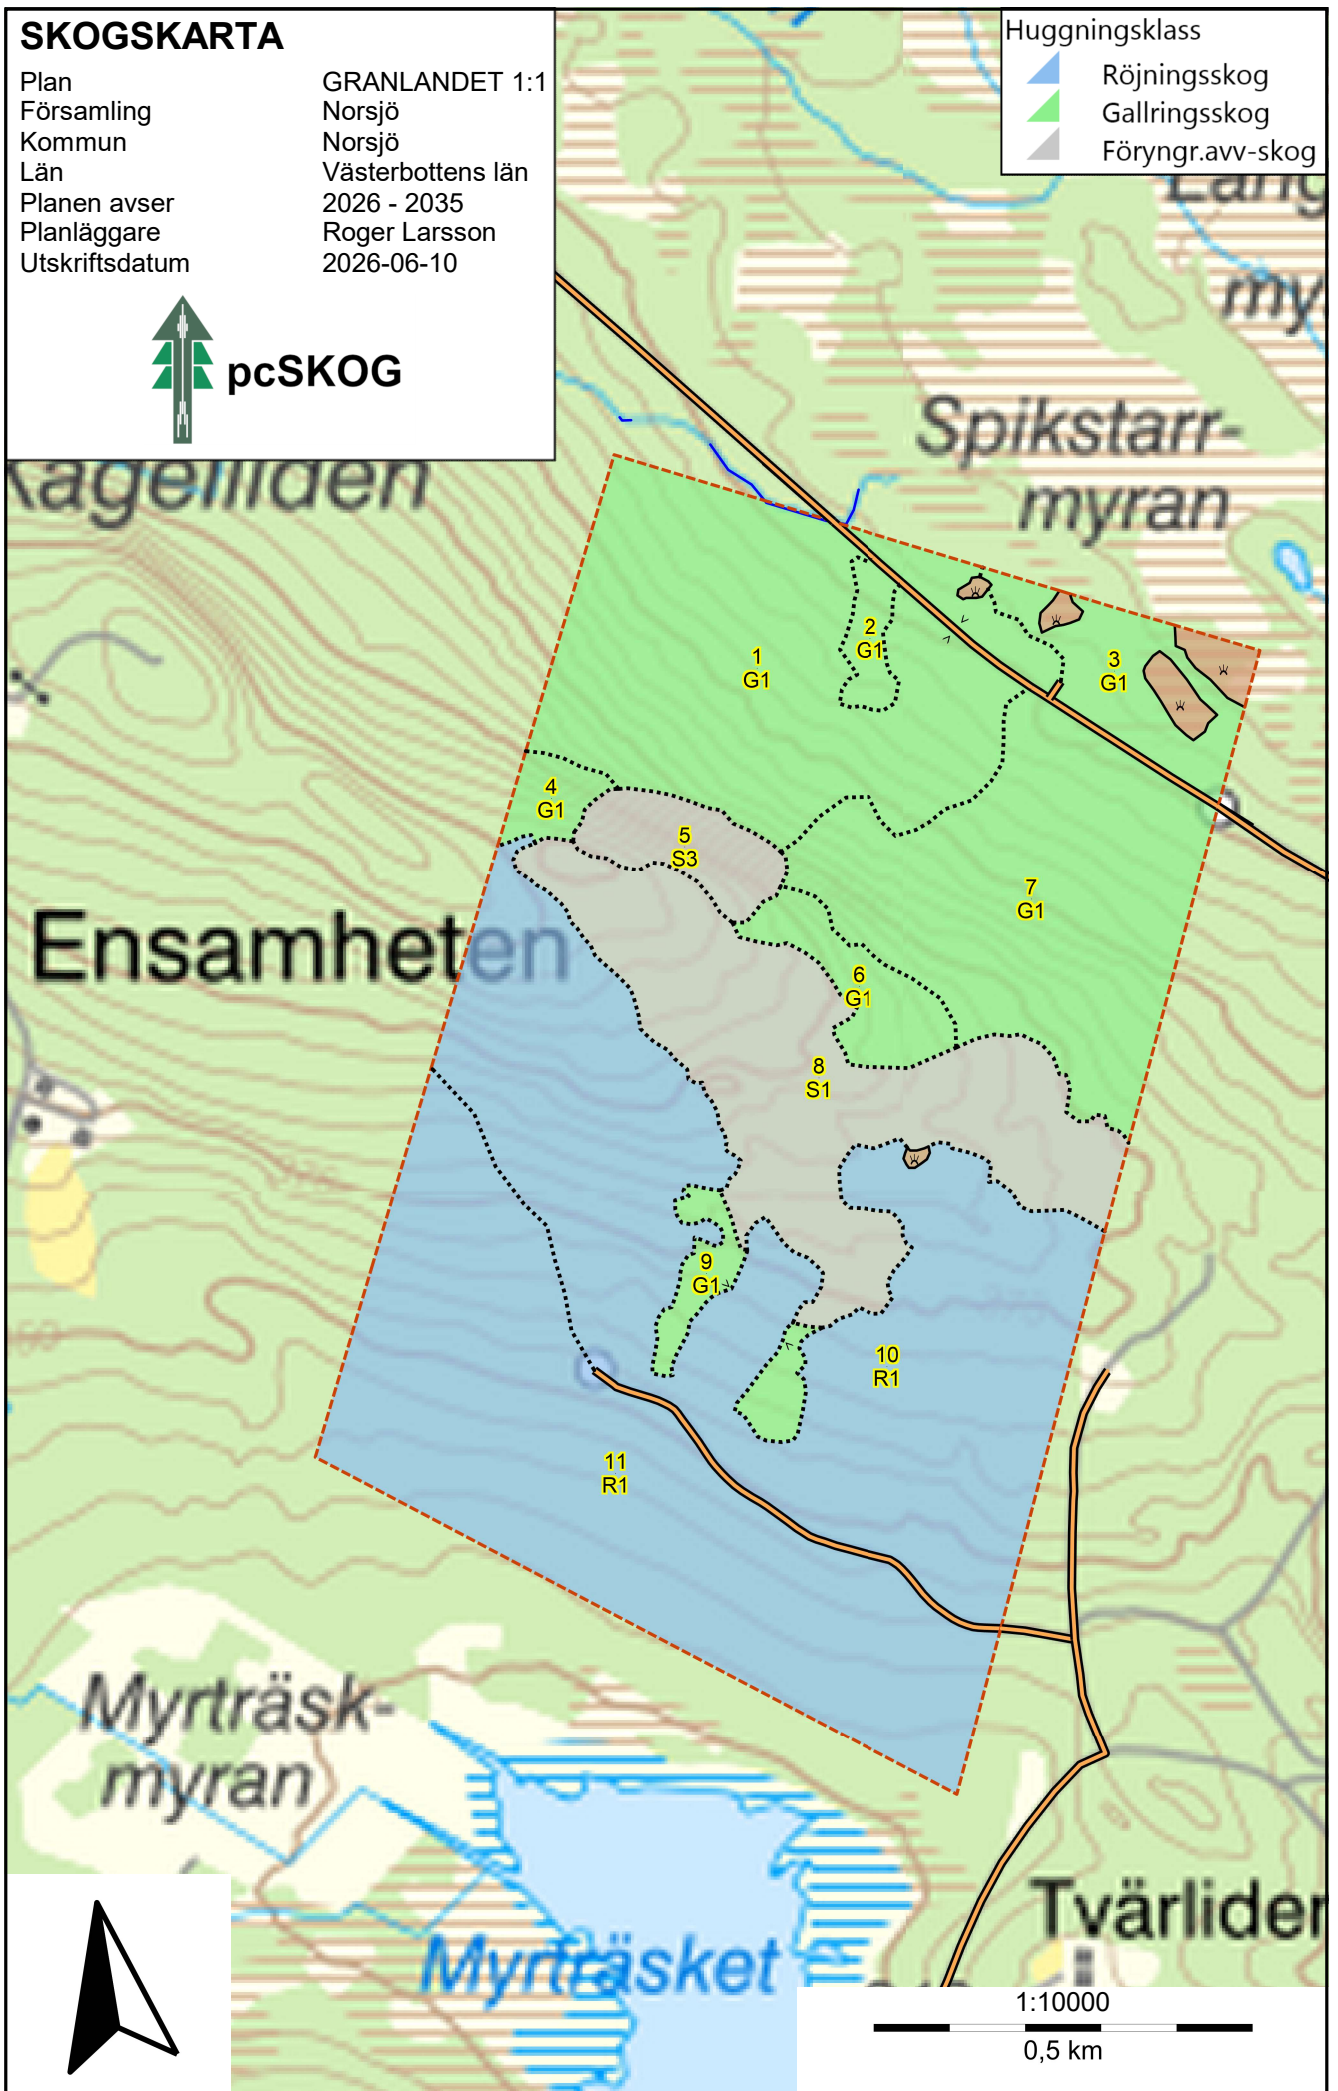 SKOGSKARTA
Plan GRANLANDET 1:1
Församling Norsjö
Kommun Norsjö
Län Västerbottens län
Planen avser 2026 - 2035
Planläggare Roger Larsson
Utskriftsdatum 2026-06-10
pcSKOG
Huggningsklass
Röjningsskog
Gallringsskog
Föryngr.avv-skog
Spikstarr-
myran
1
G1
2
G1
3
G1
4
G1
5
S3
6
G1
7
G1
8
S1
9
G1
10
R1
11
R1
Ensamheten
Myrträsk-
myran
Myrträsket
Tvärliden
1:10000
0,5 km